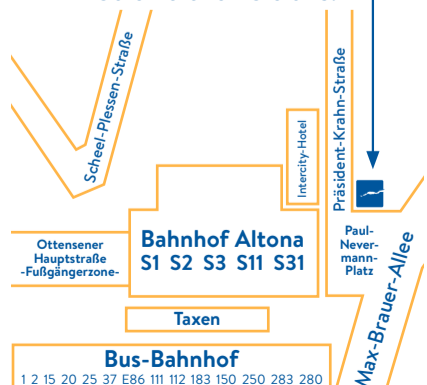 Scheel-Plessen-Straße
Präsident-Krahn-Straße
Intercity-Hotel
Ottensener
Hauptstraße
-Fußgängerzone-
Bahnhof Altona
S1 S2 S3 S11 S31
Paul-
Never-
mann-
Platz
Max-Brauer-Allee
Taxen
Bus-Bahnhof
1 2 15 20 25 37 E86 111 112 183 150 250 283 280